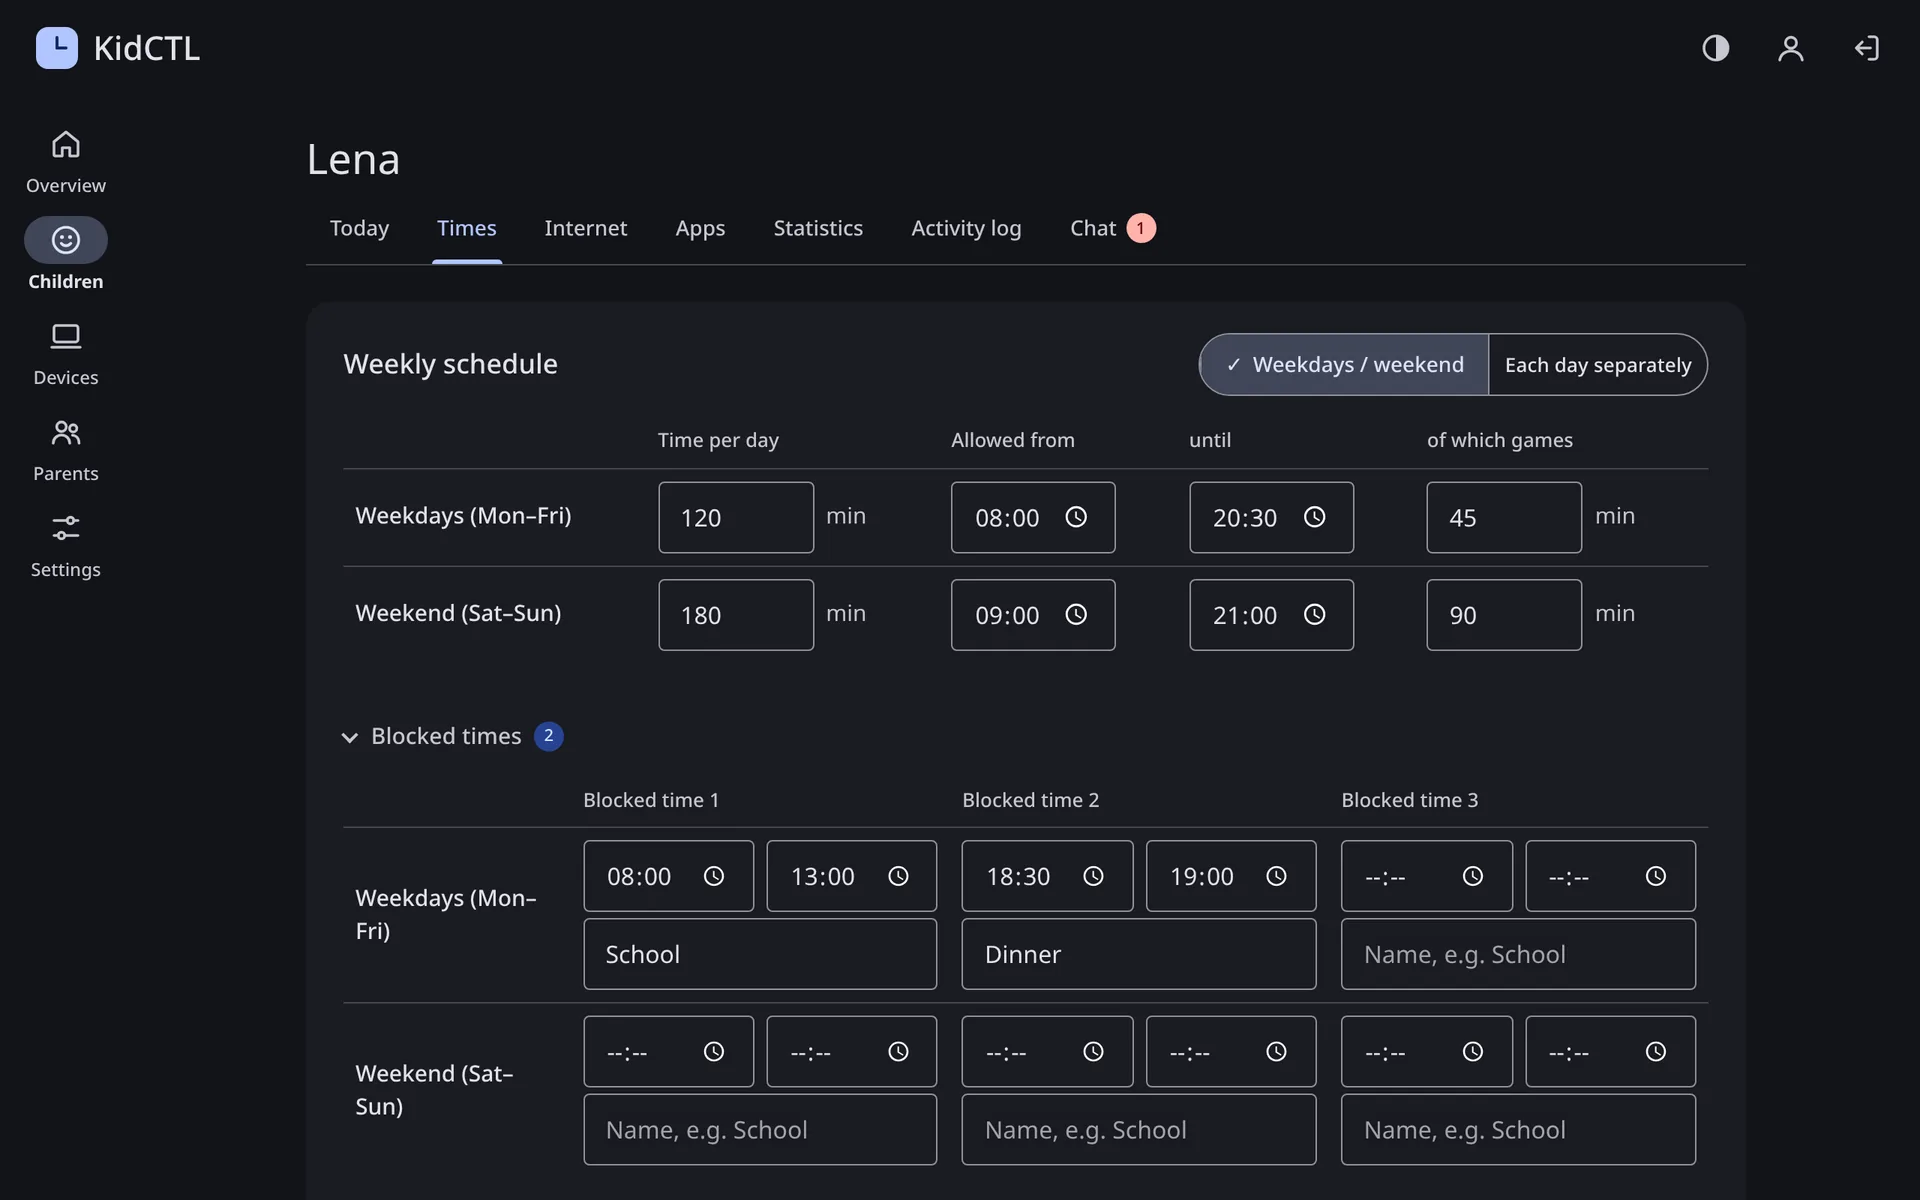 KidCTL
Overview
Children
Devices
Parents
Settings
Lena
Today Times Internet Apps Statistics Activity log Chat 1
Weekly schedule ✓ Weekdays / weekend Each day separately
Time per day Allowed from until of which games
Weekdays (Mon–Fri) 120 min 08:00 20:30 45 min
Weekend (Sat–Sun) 180 min 09:00 21:00 90 min
Blocked times 2
Blocked time 1 Blocked time 2 Blocked time 3
Weekdays (Mon–
Fri)
08:00 13:00 18:30 19:00 --:-- --:--
School Dinner Name, e.g. School
Weekend (Sat–
Sun)
--:-- --:-- --:-- --:-- --:-- --:--
Name, e.g. School Name, e.g. School Name, e.g. School